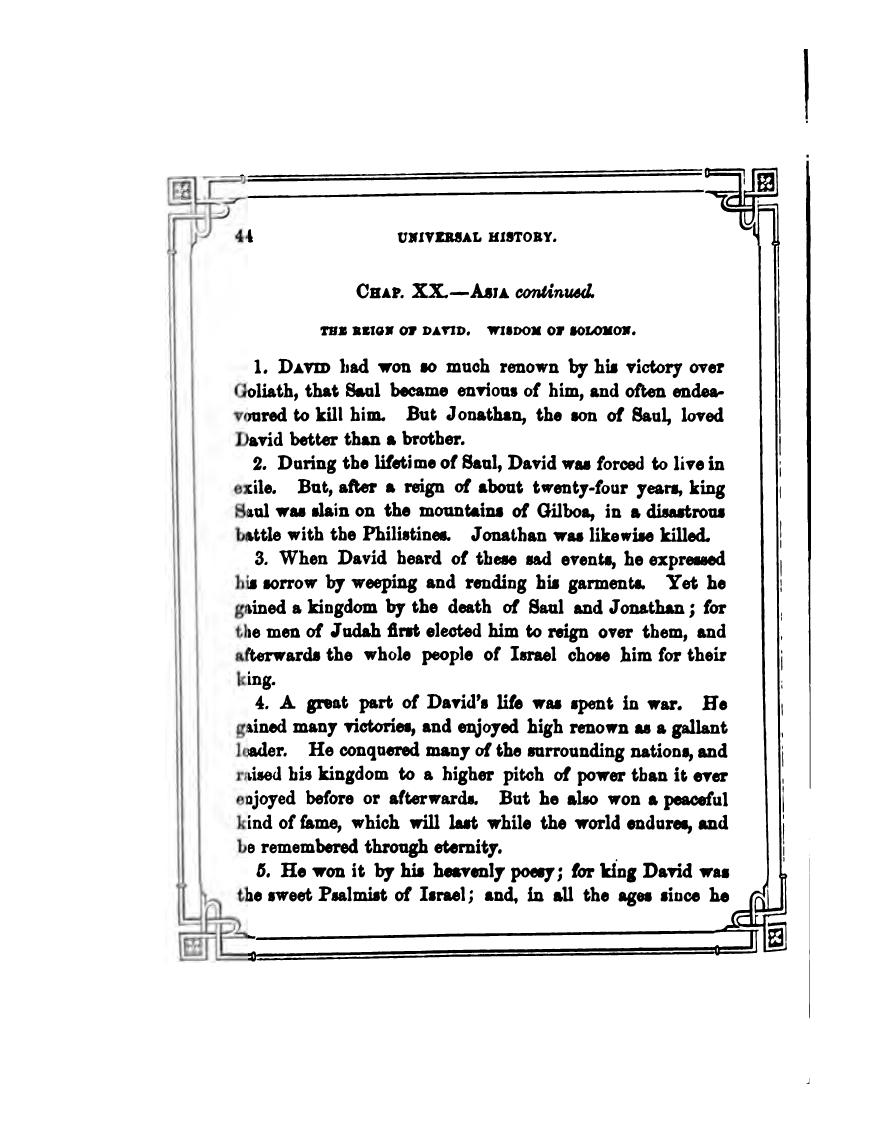 44 UNIVERSAL HISTORY.
CHAP. XX.—ASIA continued.
THE REIGN OF DAVID. WISDOM OF SOLOMON.
1. DAVID had won so much renown by his victory over
Goliath, that Saul became envious of him, and often endea-
voured to kill him. But Jonathan, the son of Saul, loved
David better than a brother.
2. During the lifetime of Saul, David was forced to live in
exile. But, after a reign of about twenty-four years, king
Saul was slain on the mountains of Gilboa, in a disastrous
battle with the Philistines. Jonathan was likewise killed.
3. When David heard of these sad events, he expressed
his sorrow by weeping and rending his garments. Yet he
gained a kingdom by the death of Saul and Jonathan; for
the men of Judah first elected him to reign over them, and
afterwards the whole people of Israel chose him for their
king.
4. A great part of David's life was spent in war. He
gained many victories, and enjoyed high renown as a gallant
leader. He conquered many of the surrounding nations, and
raised his kingdom to a higher pitch of power than it ever
enjoyed before or afterwards. But he also won a peaceful
kind of fame, which will last while the world endures, and
be remembered through eternity.
5. He won it by his heavenly poesy; for king David was
the sweet Psalmist of Israel; and, in all the ages since he